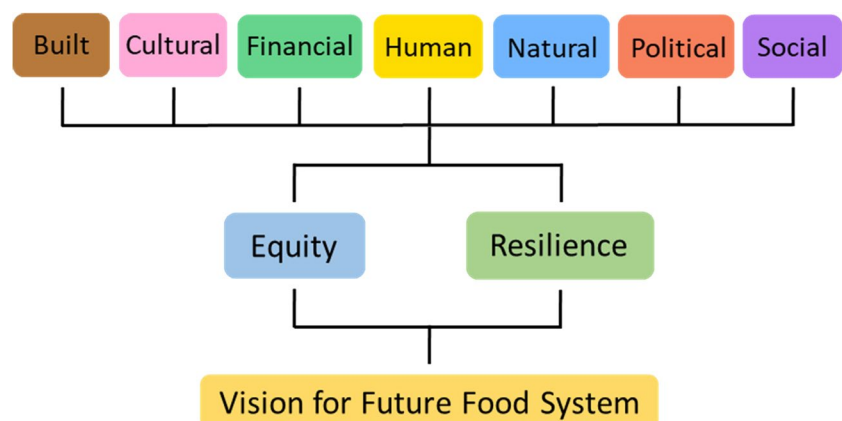 Built
Cultural
Financial
Human
Natural
Political
Social
Equity
Resilience
Vision for Future Food System